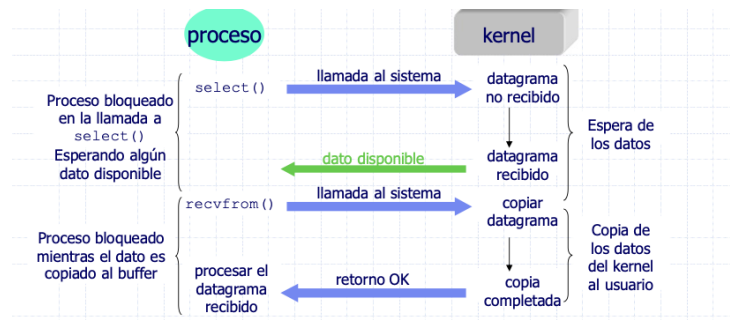 proceso
kernel
select()
llamada al sistema
datagrama
no recibido
Proceso bloqueado
en la llamada a
select()
Esperando algún
dato disponible
Espera de
los datos
dato disponible
datagrama
recibido
llamada al sistema
recvfrom()
copiar
datagrama
Proceso bloqueado
mientras el dato es
copiado al buffer
Copia de
los datos
del kernel
al usuario
procesar el
datagrama
recibido
retorno OK
copia
completada